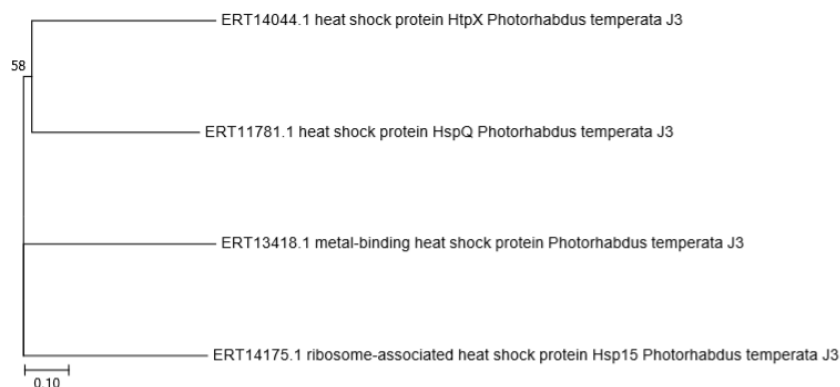 ERT14044.1 heat shock protein HtpX Photorhabdus temperata J3
58
ERT11781.1 heat shock protein HspQ Photorhabdus temperata J3
ERT13418.1 metal-binding heat shock protein Photorhabdus temperata J3
ERT14175.1 ribosome-associated heat shock protein Hsp15 Photorhabdus temperata J3
0.10